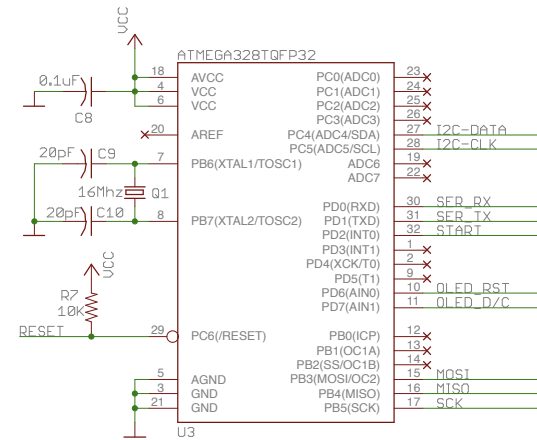 VCC
ATMEGA328TQFP32
0.1uF
C8
18 AVCC
4 VCC
6 VCC
20 AREF
20pF C9
7 PB6(XTAL1/TOSC1)
16Mhz Q1
20pF C10
8 PB7(XTAL2/TOSC2)
VCC
R7
10K
RESET
29 PC6(/RESET)
5 AGND
3 GND
21 GND
U3
PC0(ADC0) 23
PC1(ADC1) 24
PC2(ADC2) 25
PC3(ADC3) 26
PC4(ADC4/SDA) 27 I2C-DATA
PC5(ADC5/SCL) 28 I2C-CLK
ADC6 19
ADC7 22
PD0(RXD) 30 SER_RX
PD1(TXD) 31 SER_TX
PD2(INT0) 32 START
PD3(INT1) 1
PD4(XCK/T0) 2
PD5(T1) 9
PD6(AIN0) 10 OLED_RST
PD7(AIN1) 11 OLED_D/C
PB0(ICP) 12
PB1(OC1A) 13
PB2(SS/OC1B) 14
PB3(MOSI/OC2) 15 MOSI
PB4(MISO) 16 MISO
PB5(SCK) 17 SCK